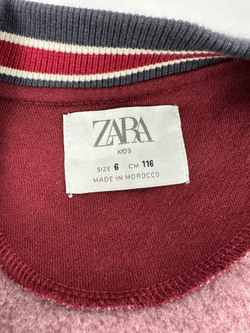 ZARA
KIDS
SIZE 6 CM 116
MADE IN MOROCCO